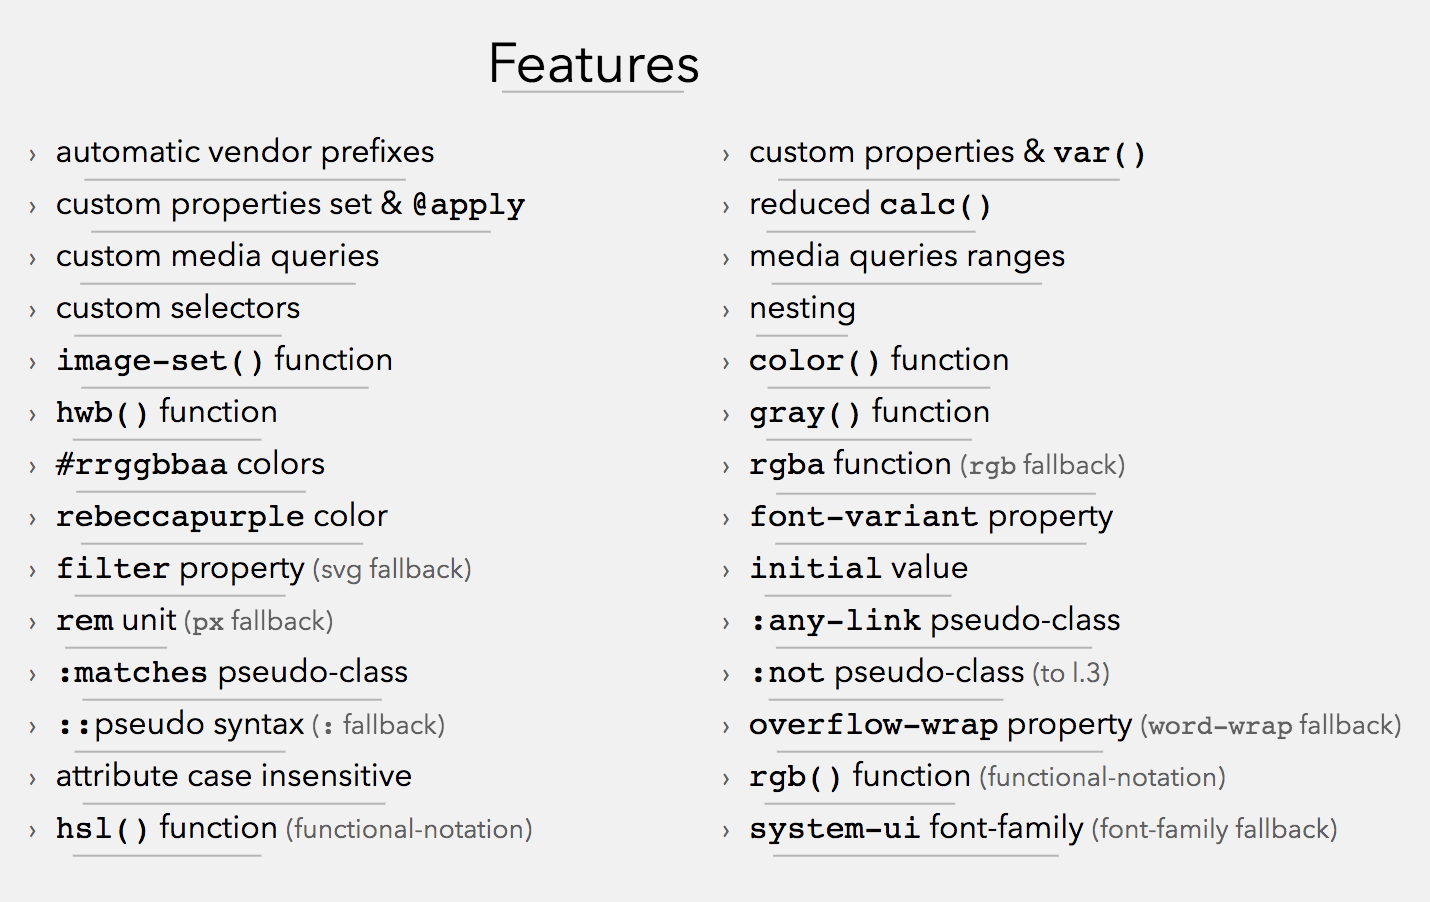 Features
› automatic vendor prefixes
› custom properties & var()
› custom properties set & @apply
› reduced calc()
› custom media queries
› media queries ranges
› custom selectors
› nesting
› image-set() function
› color() function
› hwb() function
› gray() function
› #rrggbbaa colors
› rgba function (rgb fallback)
› rebeccapurple color
› font-variant property
› filter property (svg fallback)
› initial value
› rem unit (px fallback)
› :any-link pseudo-class
› :matches pseudo-class
› :not pseudo-class (to l.3)
› ::pseudo syntax (: fallback)
› overflow-wrap property (word-wrap fallback)
› attribute case insensitive
› rgb() function (functional-notation)
› hsl() function (functional-notation)
› system-ui font-family (font-family fallback)